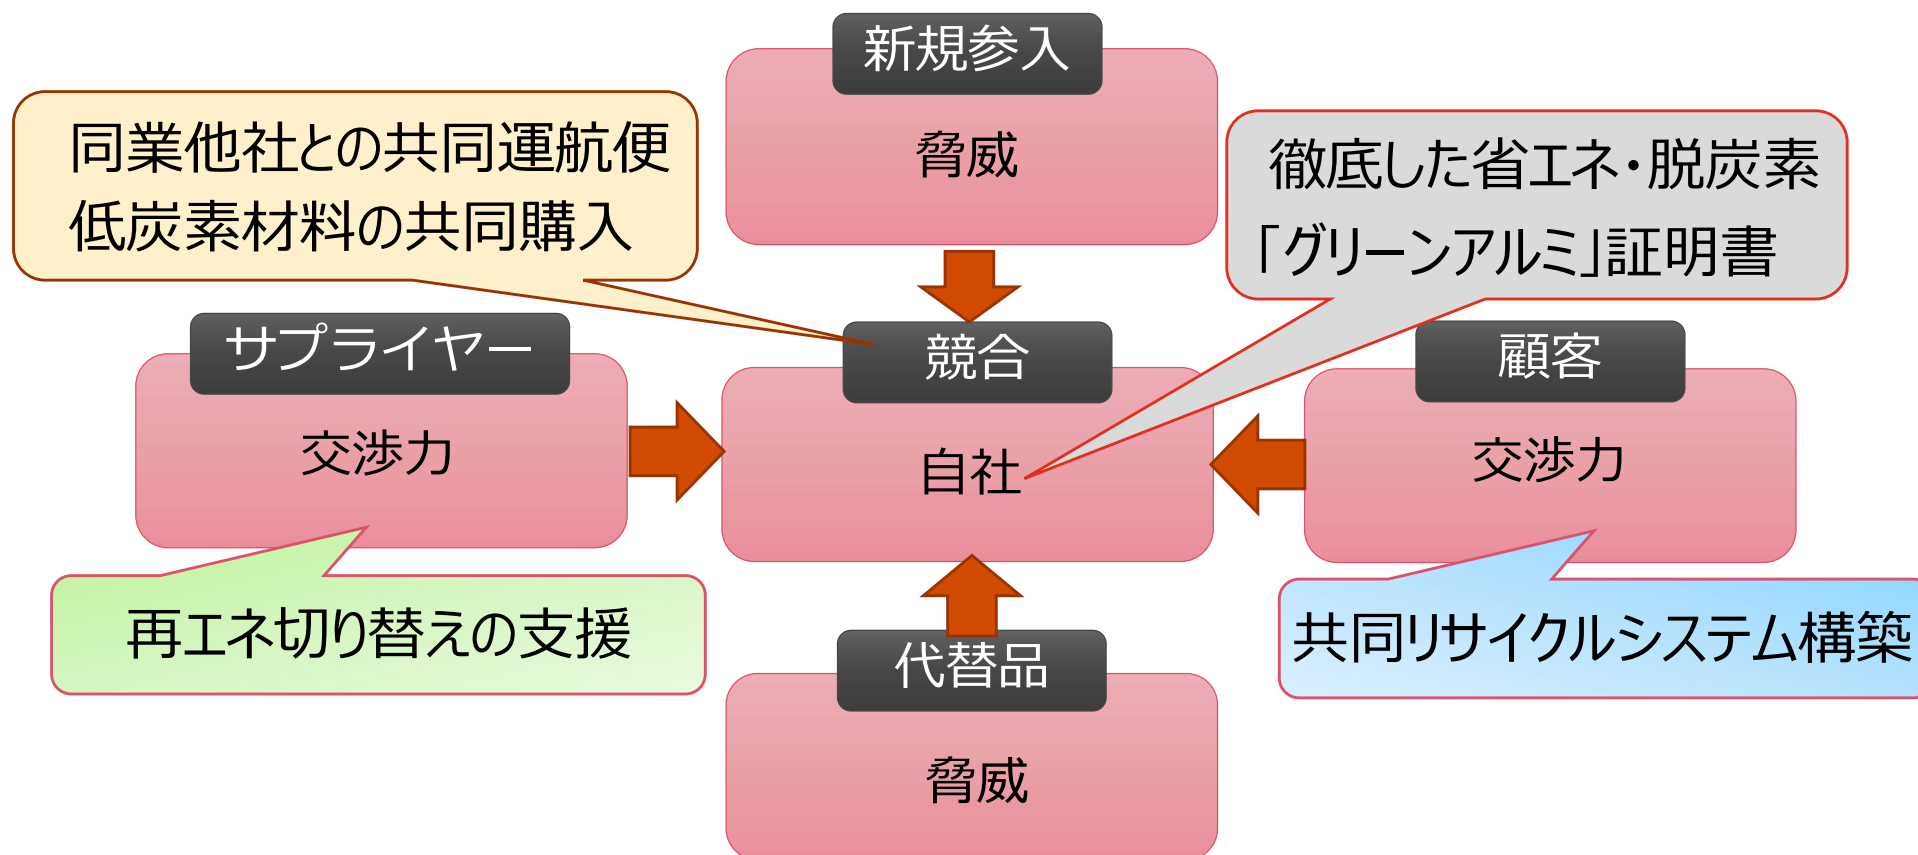 新規参入
脅威
同業他社との共同運航便
低炭素材料の共同購入
徹底した省エネ・脱炭素
「グリーンアルミ」証明書
サプライヤー
交渉力
競合
自社
顧客
交渉力
再エネ切り替えの支援
共同リサイクルシステム構築
代替品
脅威